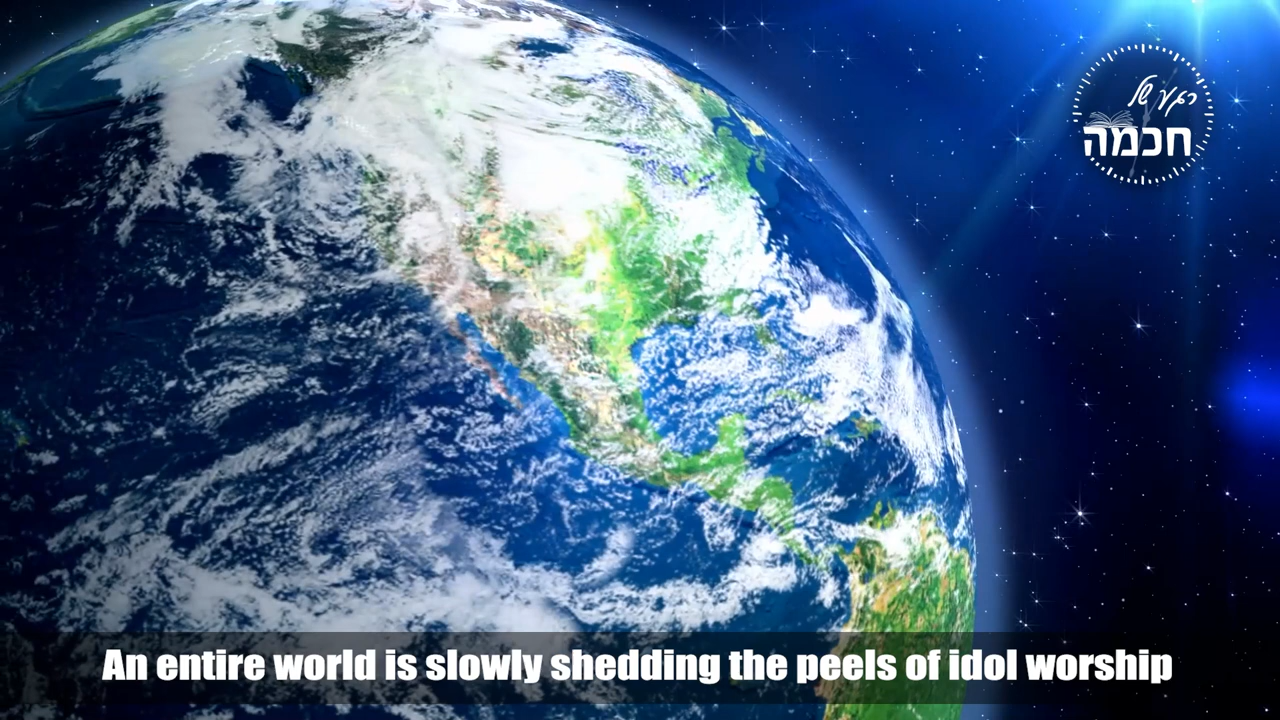 רגע של
חכמה
An entire world is slowly shedding the peels of idol worship